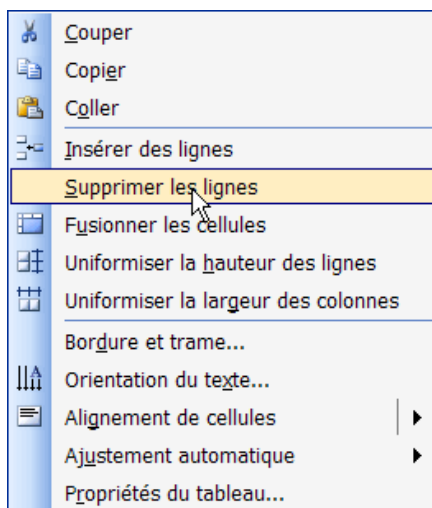 Couper
Copier
Coller
Insérer des lignes
Supprimer les lignes
Fusionner les cellules
Uniformiser la hauteur des lignes
Uniformiser la largeur des colonnes
Bordure et trame...
Orientation du texte...
Alignement de cellules
Ajustement automatique
Propriétés du tableau...